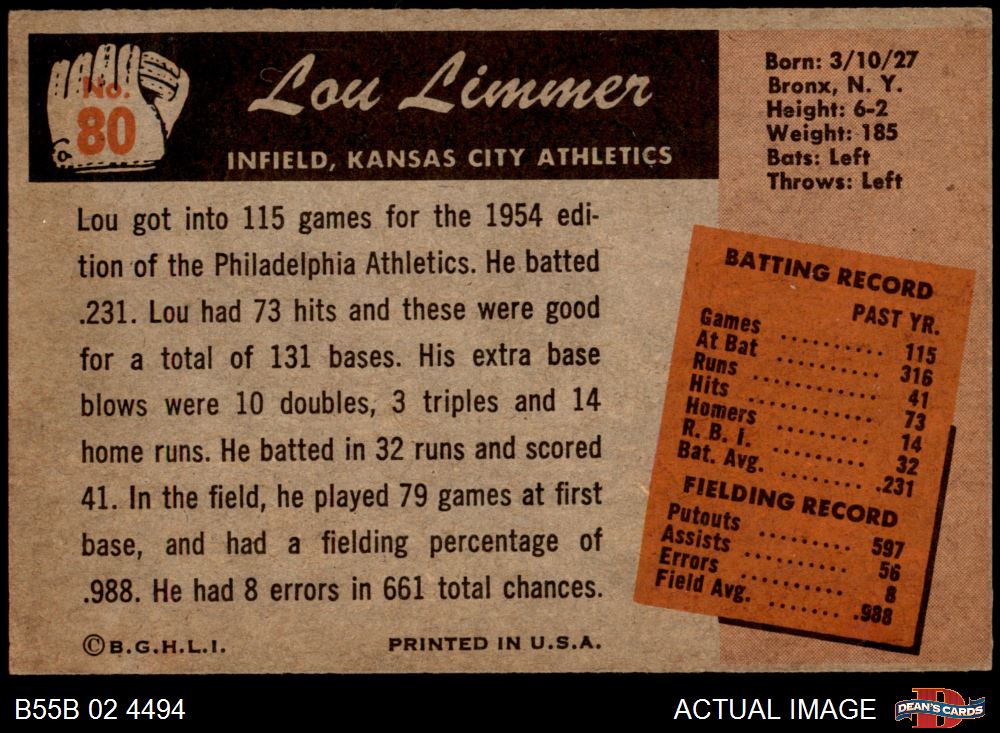 No.
80
Lou Limmer
INFIELD, KANSAS CITY ATHLETICS
Born: 3/10/27
Bronx, N. Y.
Height: 6-2
Weight: 185
Bats: Left
Throws: Left
Lou got into 115 games for the 1954 edi-
tion of the Philadelphia Athletics. He batted
.231. Lou had 73 hits and these were good
for a total of 131 bases. His extra base
blows were 10 doubles, 3 triples and 14
home runs. He batted in 32 runs and scored
41. In the field, he played 79 games at first
base, and had a fielding percentage of
.988. He had 8 errors in 661 total chances.
BATTING RECORD
PAST YR.
Games .......... 115
At Bat .......... 316
Runs .......... 41
Hits .......... 73
Homers .......... 14
R. B. I. .......... 32
Bat. Avg. ........ .231
FIELDING RECORD
Putouts ......... 597
Assists .......... 56
Errors .......... 8
Field Avg. ....... .988
©B.G.H.L.I.
PRINTED IN U.S.A.
B55B 02 4494
ACTUAL IMAGE
DEAN'S CARDS